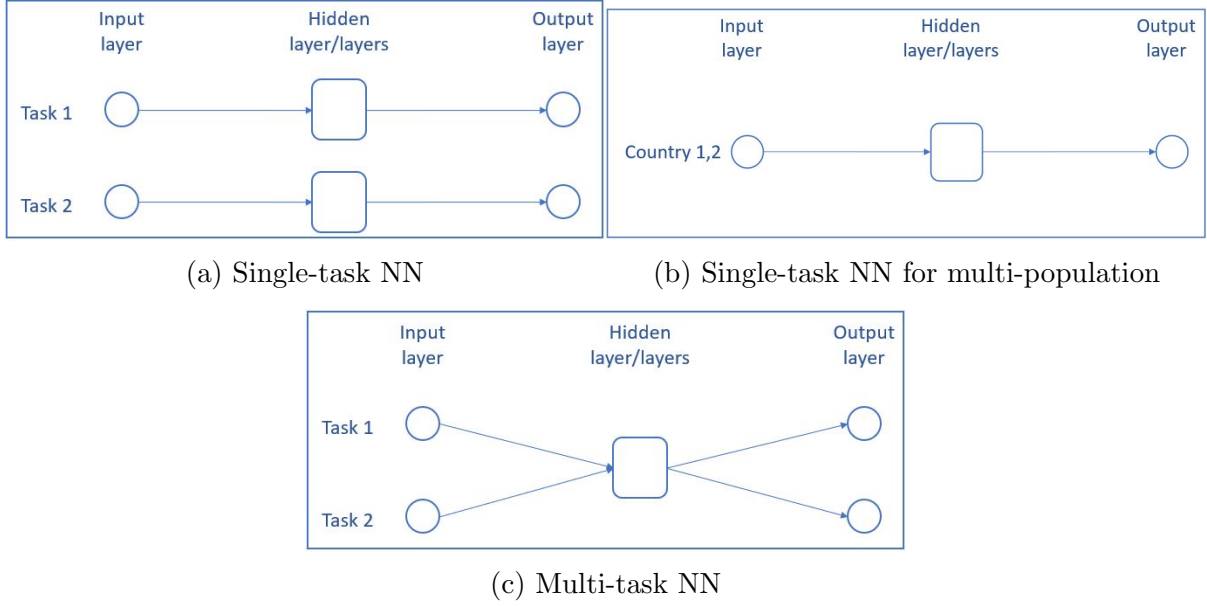 Input
layer
Hidden
layer/layers
Output
layer
Task 1
Task 2
(a) Single-task NN
Input
layer
Hidden
layer/layers
Output
layer
Country 1,2
(b) Single-task NN for multi-population
Input
layer
Hidden
layer/layers
Output
layer
Task 1
Task 2
(c) Multi-task NN